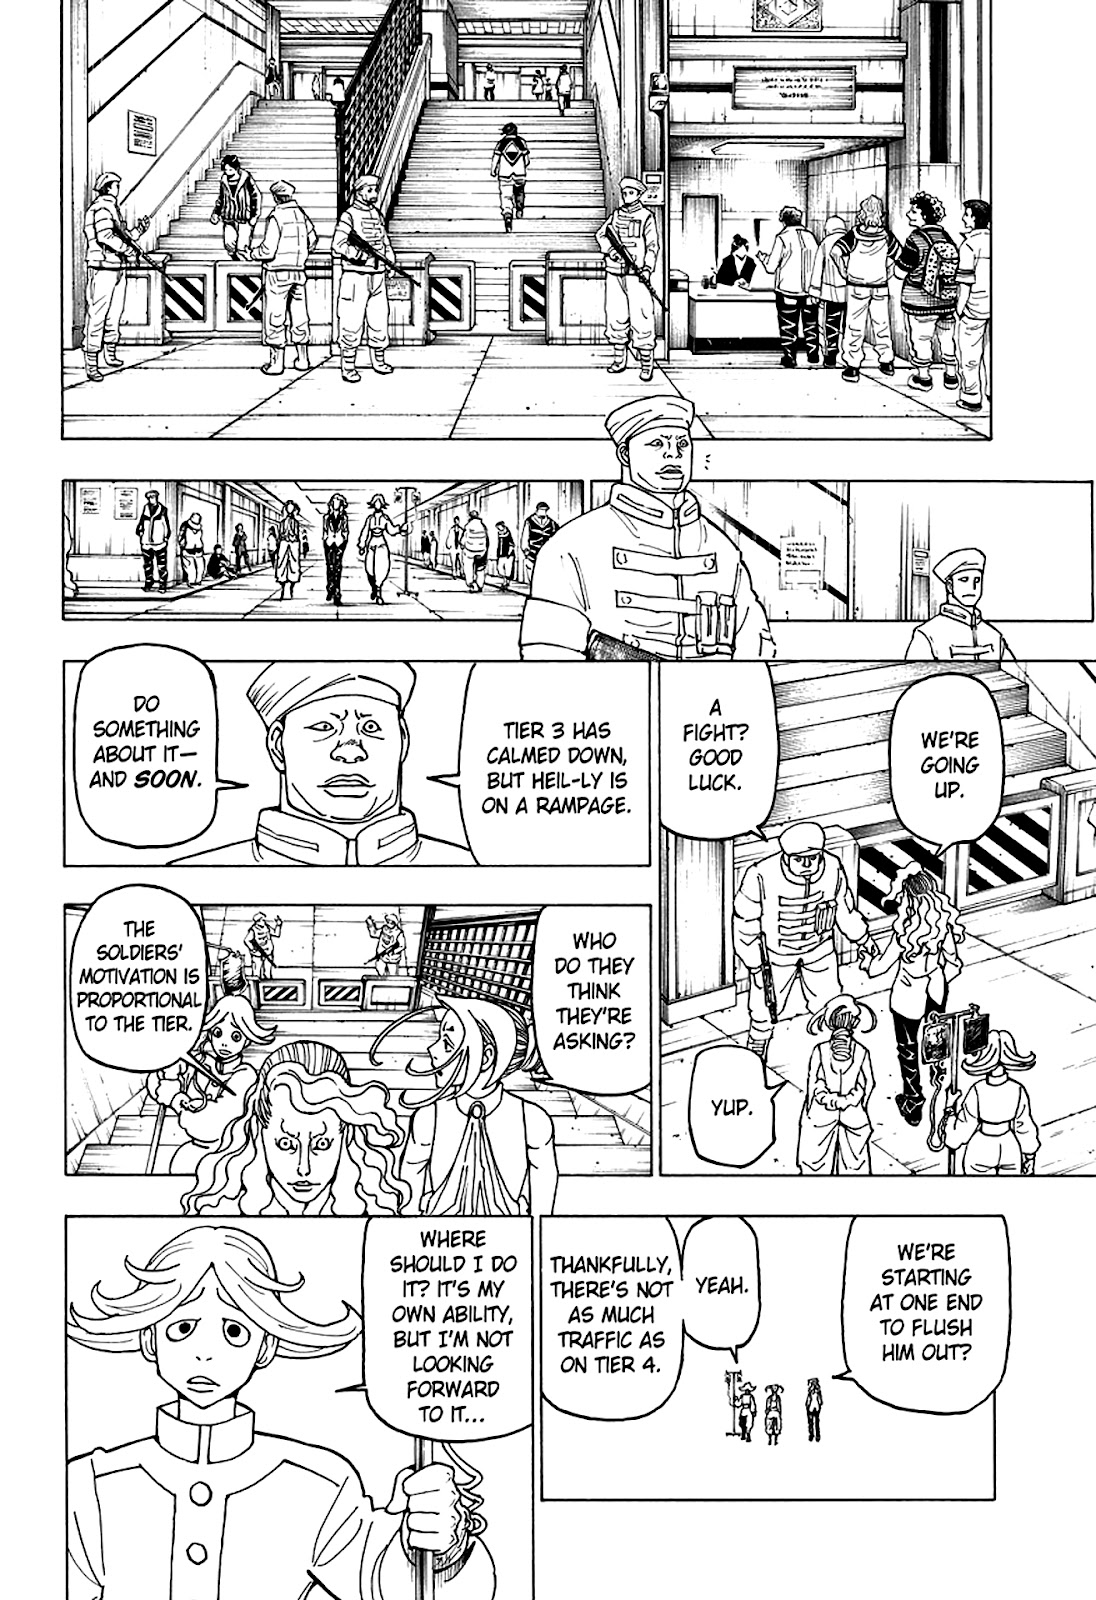 WE'RE
GOING
UP.
A
FIGHT?
GOOD
LUCK.
YUP.
TIER 3 HAS
CALMED DOWN,
BUT HEIL-LY IS
ON A RAMPAGE.
DO
SOMETHING
ABOUT IT—
AND SOON.
WHO
DO THEY
THINK
THEY'RE
ASKING?
THE
SOLDIERS'
MOTIVATION IS
PROPORTIONAL
TO THE TIER.
WE'RE
STARTING
AT ONE END
TO FLUSH
HIM OUT?
YEAH.
THANKFULLY,
THERE'S NOT
AS MUCH
TRAFFIC AS
ON TIER 4.
WHERE
SHOULD I DO
IT? IT'S MY
OWN ABILITY,
BUT I'M NOT
LOOKING
FORWARD
TO IT...